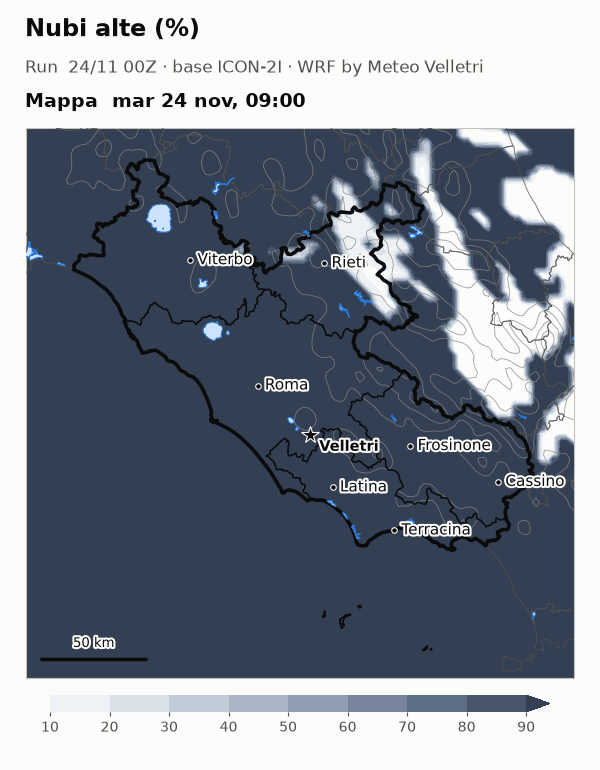 Nubi alte (%)
Run  24/11 00Z · base ICON-2I · WRF by Meteo Velletri
Mappa  mar 24 nov, 09:00
Viterbo
Rieti
Roma
Velletri
Frosinone
Latina
Cassino
Terracina
50 km
10 20 30 40 50 60 70 80 90